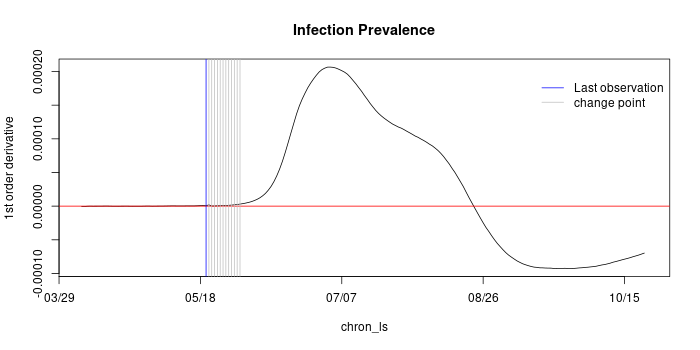 Infection Prevalence
1st order derivative
0.00020
0.00010
0.00000
-0.00010
Last observation
change point
03/29
05/18
07/07
08/26
10/15
chron_ls